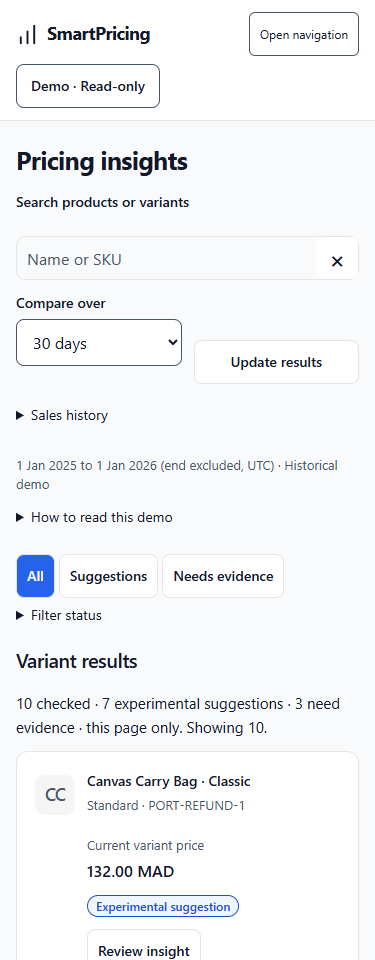 SmartPricing
Open navigation
Demo · Read-only
Pricing insights
Search products or variants
Name or SKU
Compare over
30 days
Update results
Sales history
1 Jan 2025 to 1 Jan 2026 (end excluded, UTC) · Historical
demo
How to read this demo
All
Suggestions
Needs evidence
Filter status
Variant results
10 checked · 7 experimental suggestions · 3 need
evidence · this page only. Showing 10.
CC
Canvas Carry Bag · Classic
Standard · PORT-REFUND-1
Current variant price
132.00 MAD
Experimental suggestion
Review insight